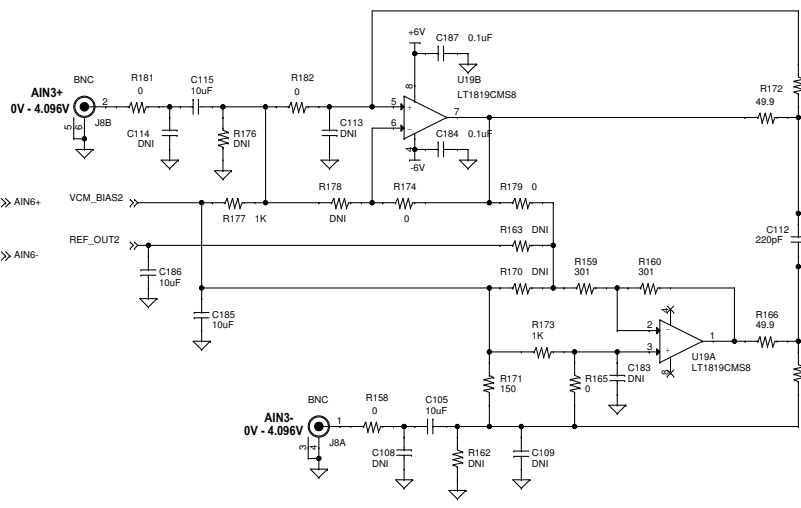 +6V
C187 0.1uF
BNC
R181
0
C115
10uF
R182
0
8
U19B
LT1819CMS8
AIN3+
0V - 4.096V
2
5
+
7
R172
49.9
5
6
J8B
C114
DNI
R176
DNI
C113
DNI
6
-
4
C184 0.1uF
-6V
AIN6+
VCM_BIAS2
R177 1K
R178
DNI
R174
0
R179 0
AIN6-
REF_OUT2
R163 DNI
C112
220pF
C186
10uF
R170 DNI
R159
301
R160
301
C185
10uF
R173
1K
4
2
-
1
3
+
8
U19A
LT1819CMS8
R166
49.9
R171
150
R165
0
C183
DNI
BNC
R158
0
C105
10uF
AIN3-
0V - 4.096V
1
3
4
J8A
C108
DNI
R162
DNI
C109
DNI